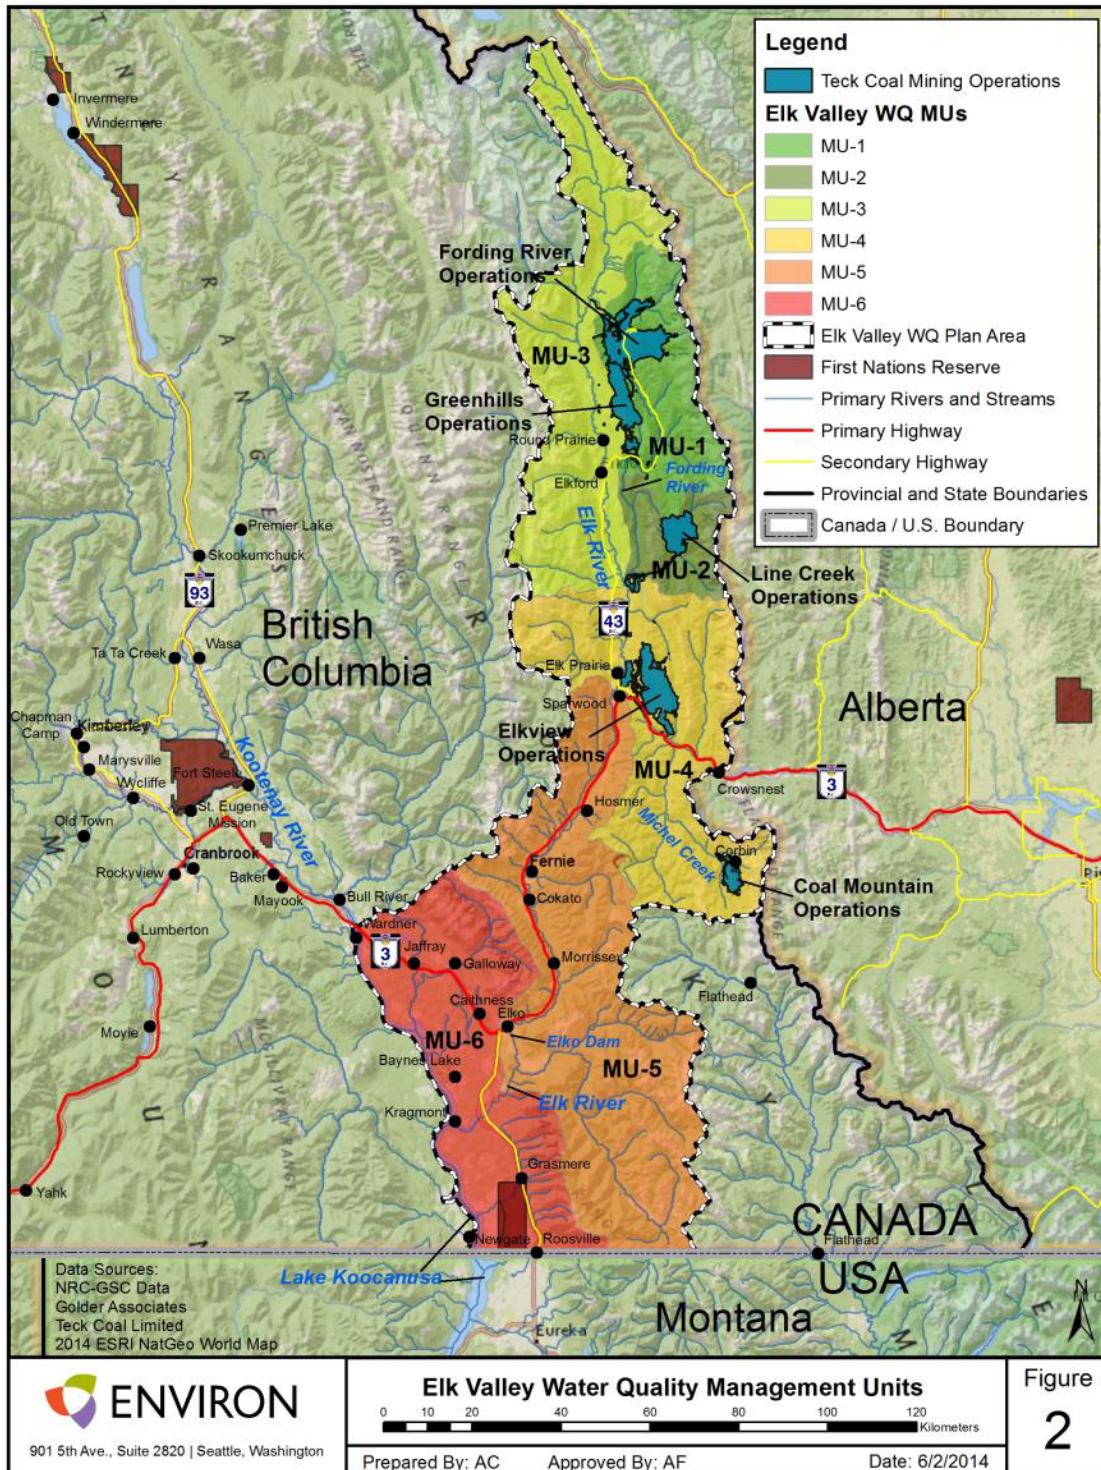 Legend
Teck Coal Mining Operations
Elk Valley WQ MUs
MU-1
MU-2
MU-3
MU-4
MU-5
MU-6
Elk Valley WQ Plan Area
First Nations Reserve
Primary Rivers and Streams
Primary Highway
Secondary Highway
Provincial and State Boundaries
Canada / U.S. Boundary
Invermere
Windermere
Fording River
Operations
MU-3
Greenhills
Operations
Round Prairie
MU-1
Elkford
Fording
River
Elk River
Premier Lake
Skookumchuck
93
MU-2
Line Creek
Operations
43
British
Columbia
Ta Ta Creek
Wasa
Elk Prairie
Sparwood
Elkview
Operations
Alberta
Chapman
Camp
Kimberley
Marysville
Wycliffe
Fort Steele
Kootenay River
MU-4
Crowsnest
3
Old Town
St. Eugene
Mission
Hosmer
Michel Creek
Corbin
Cranbrook
Rockyview
Baker
Mayook
Fernie
Cokato
Coal Mountain
Operations
Bull River
Wardner
Lumberton
3
Jaffray
Galloway
Morrissey
Flathead
Caithness
Elko
Moyie
MU-6
Elko Dam
Baynes Lake
MU-5
Elk River
Kragmont
Grasmere
Yahk
Newgate
Roosville
CANADA
Flathead
USA
Lake Koocanusa
Montana
Eureka
VAN NOSTRAND RANGE
QUINN RANGE
MCGILLIVRA RANGE
N
Data Sources:
NRC-GSC Data
Golder Associates
Teck Coal Limited
2014 ESRI NatGeo World Map
ENVIRON
901 5th Ave., Suite 2820 | Seattle, Washington
Elk Valley Water Quality Management Units
0 10 20 40 60 80 100 120
Kilometers
Prepared By: AC Approved By: AF Date: 6/2/2014
Figure
2